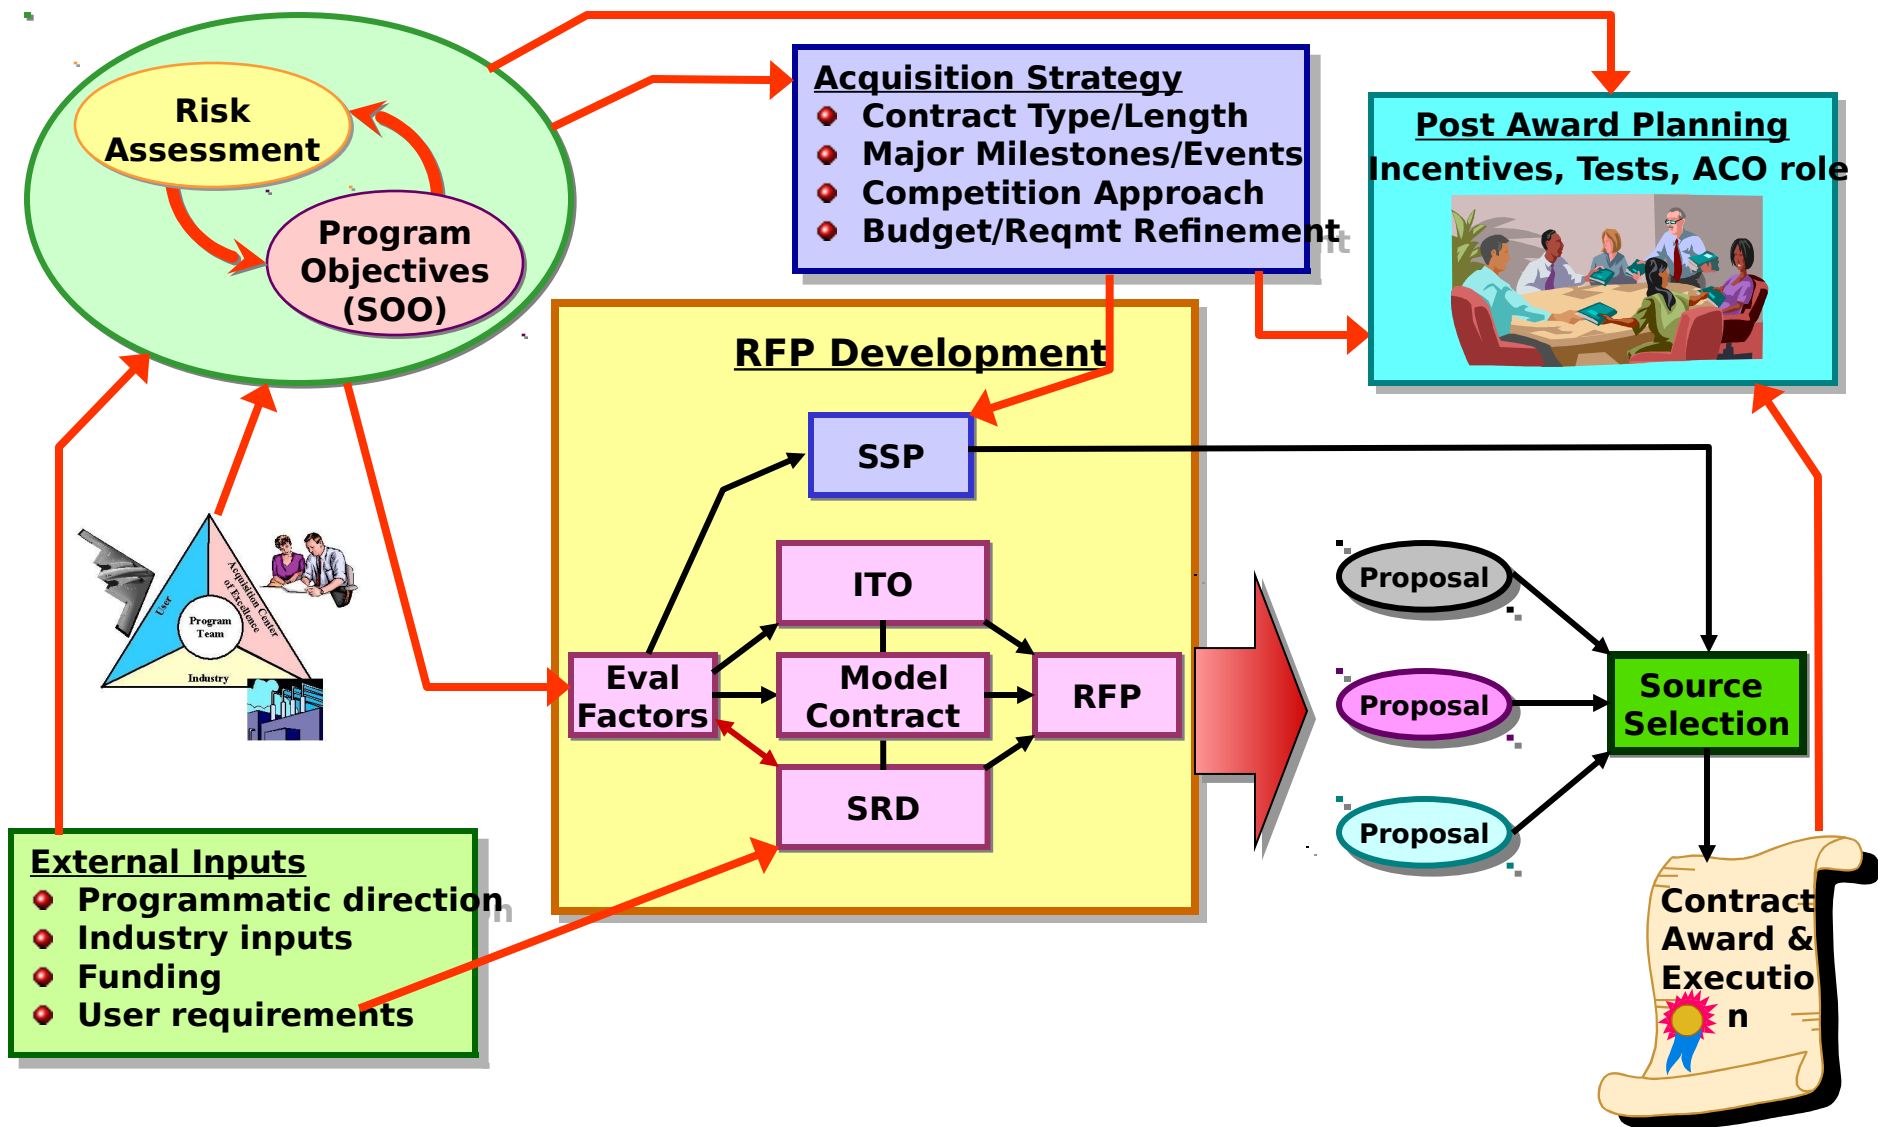 Risk
Assessment
Program
Objectives
(SOO)
Acquisition Strategy
Contract Type/Length
Major Milestones/Events
Competition Approach
Budget/Reqmt Refinement
Post Award Planning
Incentives, Tests, ACO role
RFP Development
SSP
ITO
Eval
Factors
Model
Contract
RFP
SRD
User
Acquisition Center
of Excellence
Program
Team
Industry
Proposal
Proposal
Proposal
Source
Selection
External Inputs
Programmatic direction
Industry inputs
Funding
User requirements
Contract
Award &
Executio
n